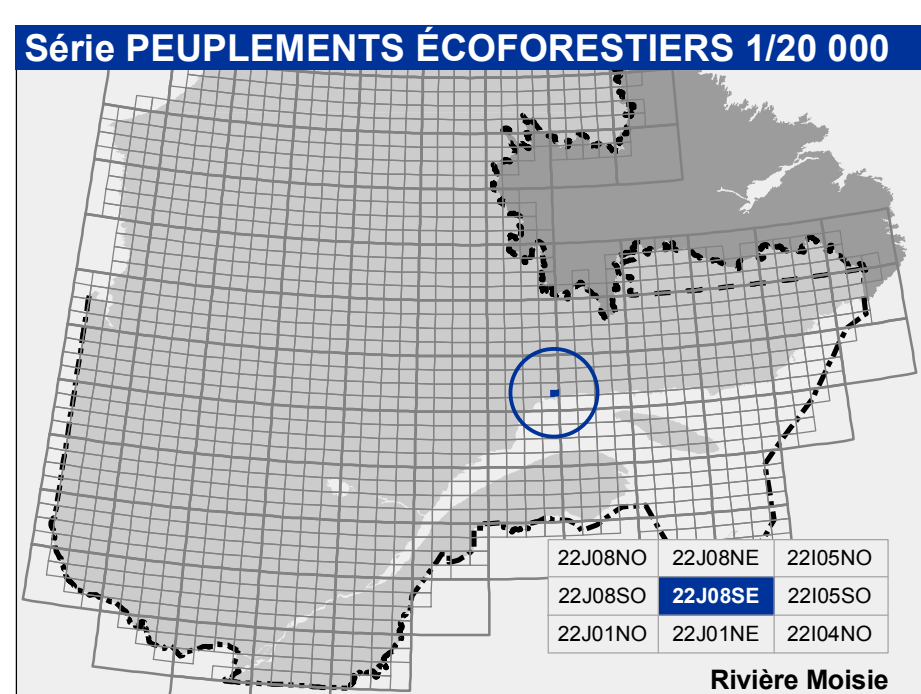 Série PEUPLEMENTS ÉCOFORESTIERS 1/20 000
22J08NO 22J08NE 22I05NO
22J08SO 22J08SE 22I05SO
22J01NO 22J01NE 22I04NO
Rivière Moisie